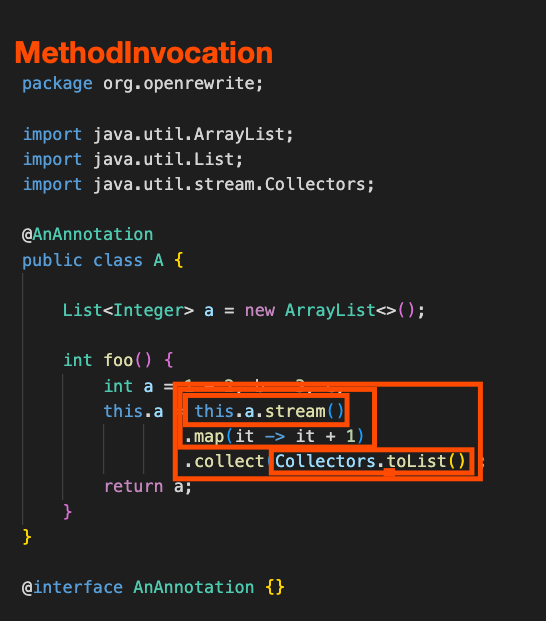 MethodInvocation
package org.openrewrite;
import java.util.ArrayList;
import java.util.List;
import java.util.stream.Collectors;
@AnAnnotation
public class A {
List<Integer> a = new ArrayList<>();
int foo() {
int a =
this.a = this.a.stream()
.map(it -> it + 1)
.collect(Collectors.toList()
return a;
}
}
@interface AnAnnotation {}